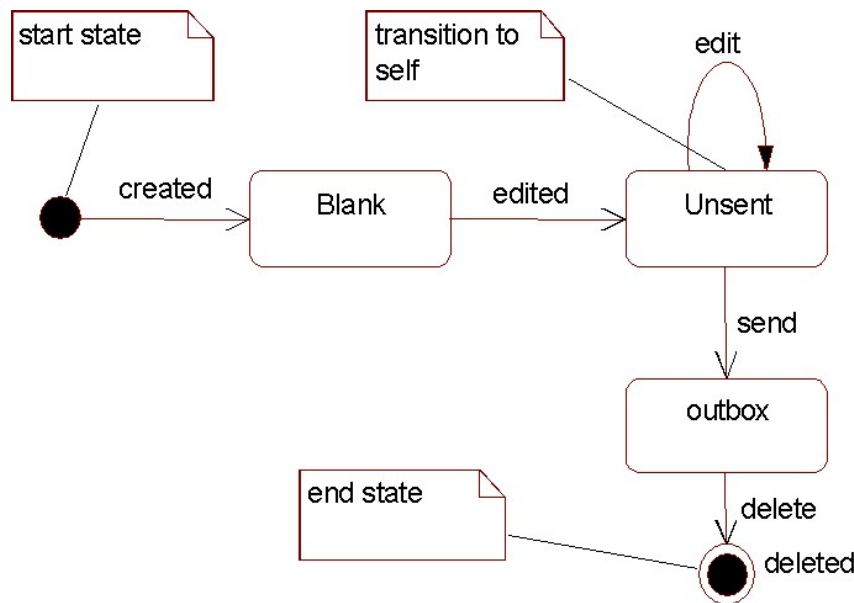 start state
transition to
self
edit
created
Blank
edited
Unsent
send
outbox
end state
delete
deleted